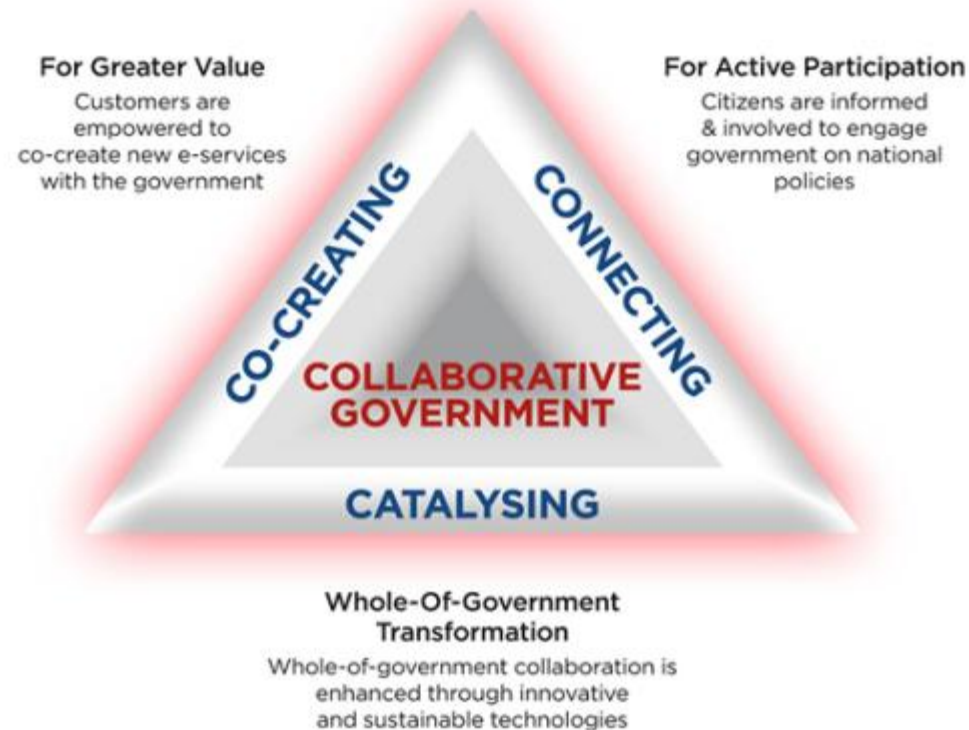 For Greater Value
Customers are
empowered to
co-create new e-services
with the government
For Active Participation
Citizens are informed
& involved to engage
government on national
policies
CO-CREATING
CONNECTING
COLLABORATIVE
GOVERNMENT
CATALYSING
Whole-Of-Government
Transformation
Whole-of-government collaboration is
enhanced through innovative
and sustainable technologies